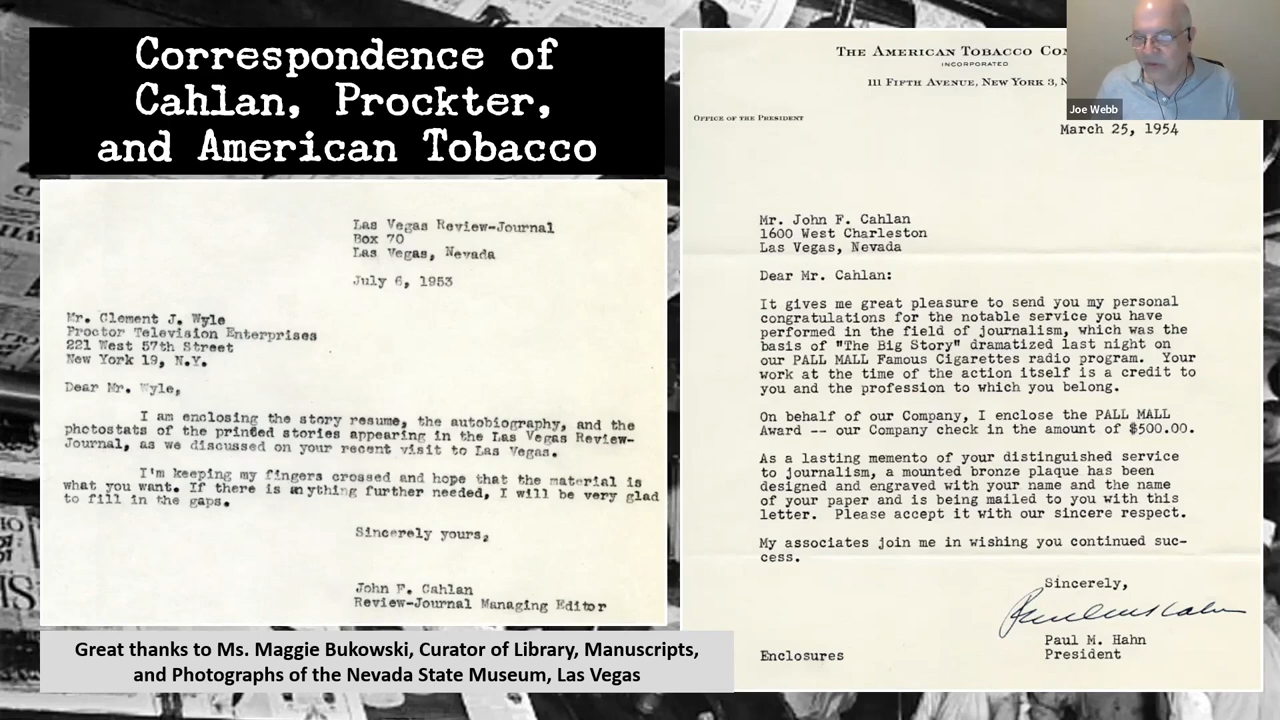 Correspondence of
Cahlan, Prockter,
and American Tobacco
Las Vegas Review-Journal
Box 70
Las Vegas, Nevada
July 6, 1953
Mr. Clement J. Wyle
Proctor Television Enterprises
221 West 57th Street
New York 19, N.Y.
Dear Mr. Wyle,
I am enclosing the story resume, the autobiography, and the
photostats of the printed stories appearing in the Las Vegas Review-
Journal, as we discussed on your recent visit to Las Vegas.
I'm keeping my fingers crossed and hope that the material is
what you want. If there is anything further needed, I will be very glad
to fill in the gaps.
Sincerely yours,
John F. Cahlan
Review-Journal Managing Editor
Great thanks to Ms. Maggie Bukowski, Curator of Library, Manuscripts,
and Photographs of the Nevada State Museum, Las Vegas
The American Tobacco
INCORPORATED
111 Fifth Avenue, New York 3,
Office of the President
Joe Webb
March 25, 1954
Mr. John F. Cahlan
1600 West Charleston
Las Vegas, Nevada
Dear Mr. Cahlan:
It gives me great pleasure to send you my personal
congratulations for the notable service you have
performed in the field of journalism, which was the
basis of "The Big Story" dramatized last night on
our PALL MALL Famous Cigarettes radio program. Your
work at the time of the action itself is a credit to
you and the profession to which you belong.
On behalf of our Company, I enclose the PALL MALL
Award -- our Company check in the amount of $500.00.
As a lasting memento of your distinguished service
to journalism, a mounted bronze plaque has been
designed and engraved with your name and the name
of your paper and is being mailed to you with this
letter. Please accept it with our sincere respect.
My associates join me in wishing you continued suc-
cess.
Sincerely,
Paul M. Hahn
Paul M. Hahn
President
Enclosures